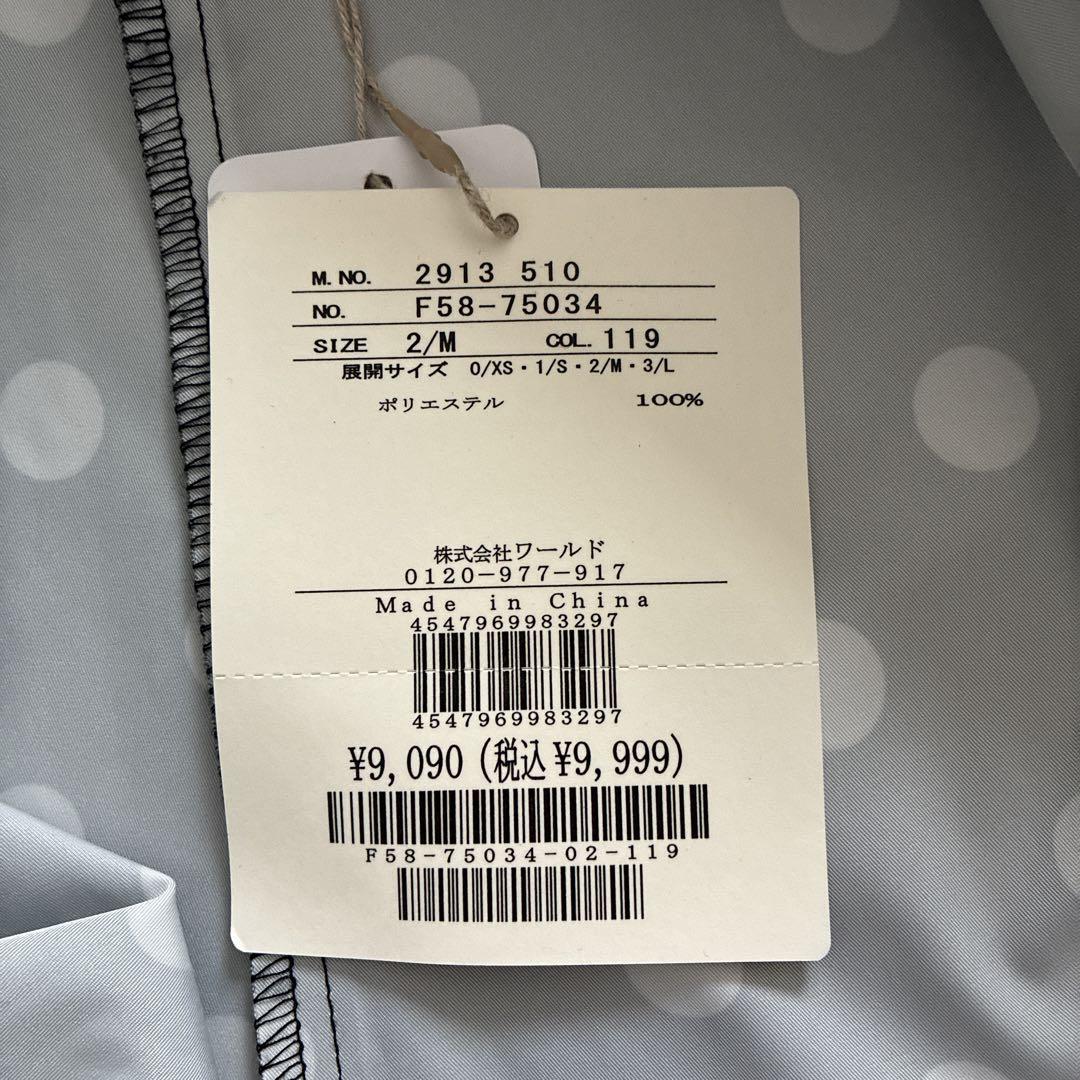 M. NO. 2913 510
NO. F58-75034
SIZE 2/M COL. 119
展開サイズ 0/XS・1/S・2/M・3/L
ポリエステル 100%
株式会社ワールド
0120-977-917
Made in China
4547969983297
4547969983297
¥9,090 (税込¥9,999)
F58-75034-02-119